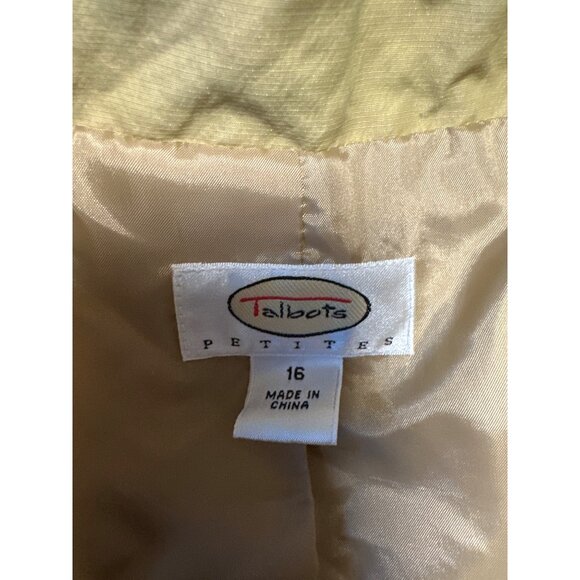 Talbots
PETITES
16
MADE IN
CHINA